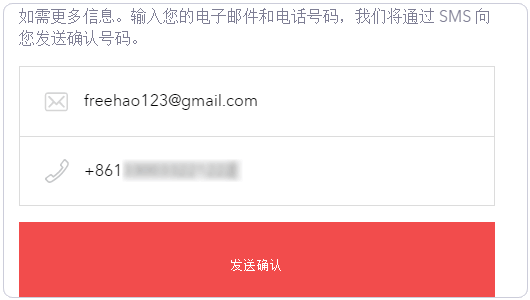 如需更多信息。输入您的电子邮件和电话号码，我们将通过 SMS 向
您发送确认号码。
freehao123@gmail.com
+861
发送确认